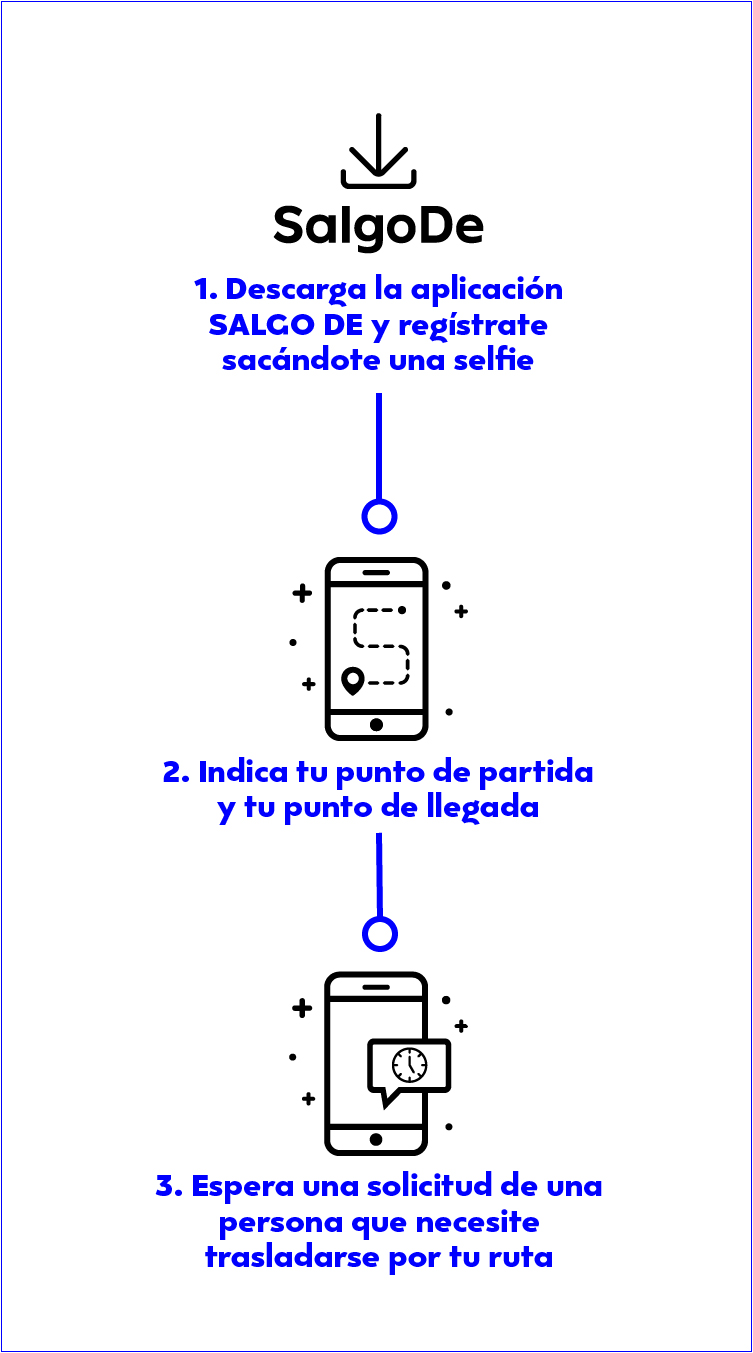 SalgoDe
1. Descarga la aplicación
SALGO DE y regístrate
sacándote una selfie
2. Indica tu punto de partida
y tu punto de llegada
3. Espera una solicitud de una
persona que necesite
trasladarse por tu ruta